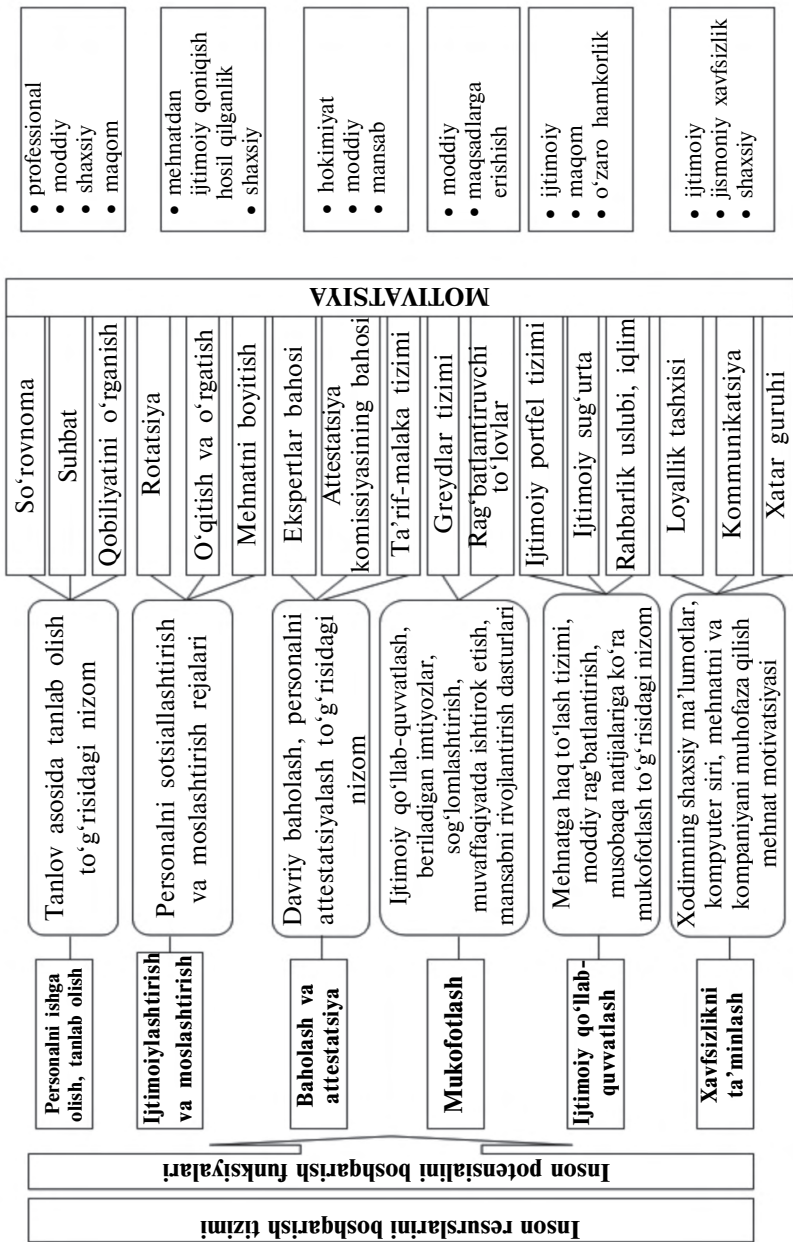 Inson resurslarini boshqarish tizimi
Inson potensialini boshqarish funksiyalari
Personalni ishga
olish, tanlab olish
Tanlov asosida tanlab olish
to‘g‘risidagi nizom
So‘rovnoma
Suhbat
Qobiliyatini o‘rganish
• professional
• moddiy
• shaxsiy
• maqom
Ijtimoiylashtirish
va moslashtirish
Personalni sotsiallashtirish
va moslashtirish rejalari
Rotatsiya
O‘qitish va o‘rgatish
Mehnatni boyitish
• mehnatdan
ijtimoiy qoniqish
hosil qilganlik
• shaxsiy
Baholash va
attestatsiya
Davriy baholash, personalni
attestatsiyalash to‘g‘risidagi
nizom
Ekspertlar bahosi
Attestatsiya
komissiyasining bahosi
Ta’rif-malaka tizimi
• hokimiyat
• moddiy
• mansab
Mukofotlash
Ijtimoiy qo‘llab-quvvatlash,
beriladigan imtiyozlar,
sog‘lomlashtirish,
muvaffaqiyatda ishtirok etish,
mansabni rivojlantirish dasturlari
Greydlar tizimi
Rag‘batlantiruvchi
to‘lovlar
• moddiy
• maqsadlarga
erishish
Ijtimoiy qo‘llab-
quvvatlash
Mehnatga haq to‘lash tizimi,
moddiy rag‘batlantirish,
musobaqa natijalariga ko‘ra
mukofotlash to‘g‘risidagi nizom
Ijtimoiy portfel tizimi
Ijtimoiy sug‘urta
Rahbarlik uslubi, iqlim
• ijtimoiy
• maqom
• o‘zaro hamkorlik
Xavfsizlikni
ta’minlash
Xodimning shaxsiy ma’lumotlar,
kompyuter siri, mehnatni va
kompaniyani muhofaza qilish
mehnat motivatsiyasi
Loyallik tashxisi
Kommunikatsiya
Xatar guruhi
• ijtimoiy
• jismoniy xavfsizlik
• shaxsiy
MOTIVATSIYA